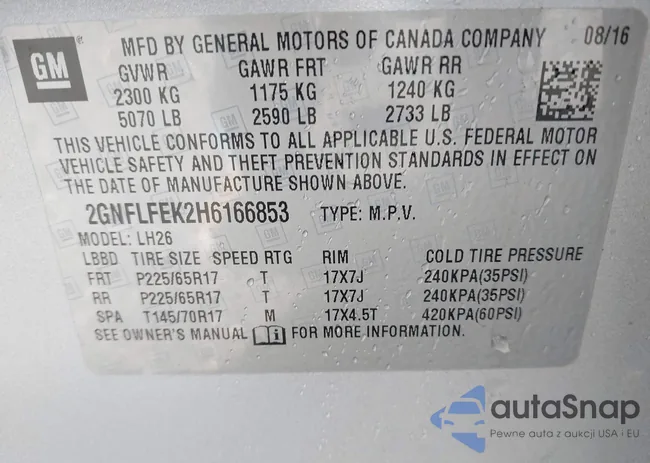 GM
MFD BY GENERAL MOTORS OF CANADA COMPANY 08/16
GVWR GAWR FRT GAWR RR
2300 KG 1175 KG 1240 KG
5070 LB 2590 LB 2733 LB
THIS VEHICLE CONFORMS TO ALL APPLICABLE U.S. FEDERAL MOTOR
VEHICLE SAFETY AND THEFT PREVENTION STANDARDS IN EFFECT ON
THE DATE OF MANUFACTURE SHOWN ABOVE.
2GNFLFEK2H6166853 TYPE: M.P.V.
MODEL: LH26
LBBD TIRE SIZE SPEED RTG RIM COLD TIRE PRESSURE
FRT P225/65R17 T 17X7J 240KPA(35PSI)
RR P225/65R17 T 17X7J 240KPA(35PSI)
SPA T145/70R17 M 17X4.5T 420KPA(60PSI)
SEE OWNER'S MANUAL FOR MORE INFORMATION.
autaSnap
Pewne auta z aukcji USA i EU